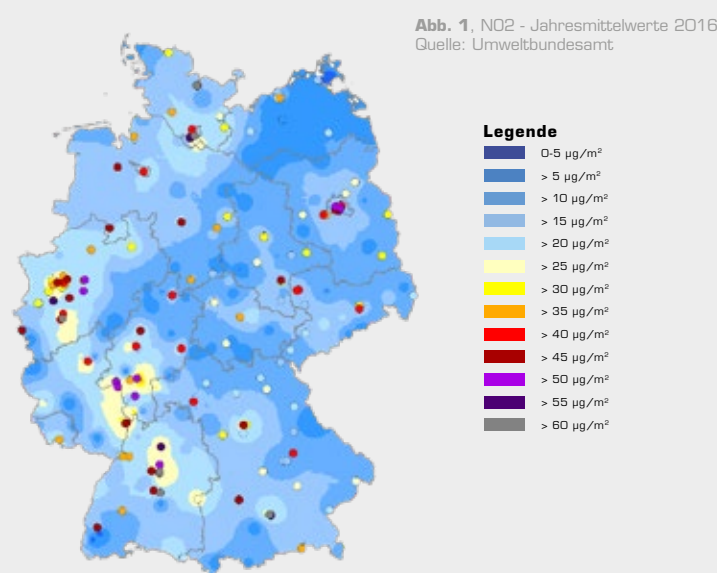 Abb. 1, NO2 - Jahresmittelwerte 2016
Quelle: Umweltbundesamt
Legende
0-5 µg/m²
> 5 µg/m²
> 10 µg/m²
> 15 µg/m²
> 20 µg/m²
> 25 µg/m²
> 30 µg/m²
> 35 µg/m²
> 40 µg/m²
> 45 µg/m²
> 50 µg/m²
> 55 µg/m²
> 60 µg/m²